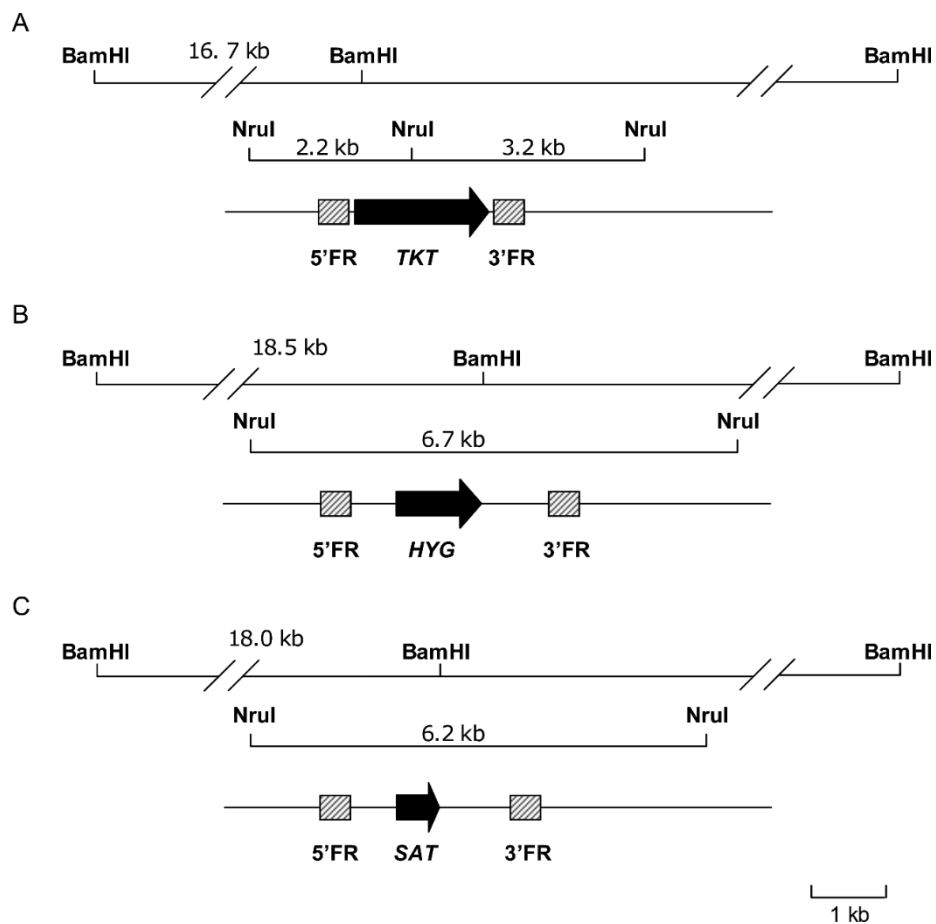 A
16. 7 kb
BamHI BamHI BamHI
NruI NruI NruI
2.2 kb 3.2 kb
5'FR TKT 3'FR
B
18.5 kb
BamHI BamHI BamHI
NruI NruI
6.7 kb
5'FR HYG 3'FR
C
18.0 kb
BamHI BamHI BamHI
NruI NruI
6.2 kb
5'FR SAT 3'FR
1 kb